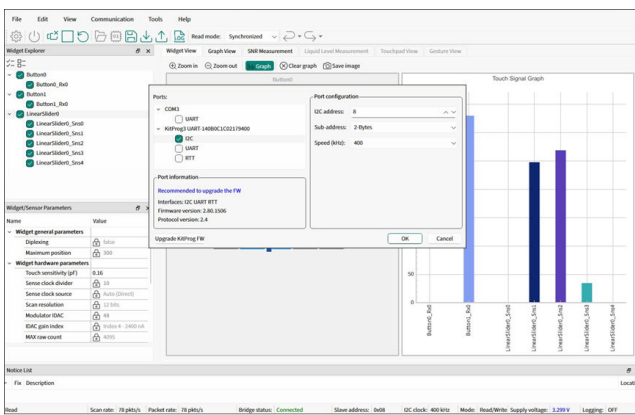 File Edit View Communication Tools Help
Read mode: Synchronized
Widget Explorer
Widget View Graph View SNR Measurement Liquid Level Measurement Touchpad View Gesture View
Zoom in Zoom out Graph Clear graph Save image
Button0
Button0_Rx0
Button1
Button1_Rx0
LinearSlider0
LinearSlider0_Sns0
LinearSlider0_Sns1
LinearSlider0_Sns2
LinearSlider0_Sns3
LinearSlider0_Sns4
Button0
Touch Signal Graph
Ports:
COM3
UART
KitProg3 UART-140B0C1C02179400
I2C
UART
RTT
Port configuration
I2C address: 8
Sub address: 2-Bytes
Speed (kHz): 400
Port information
Recommended to upgrade the FW
Interfaces: I2C UART RTT
Firmware version: 2.80.1506
Protocol version: 2.4
Upgrade KitProg FW
OK Cancel
Widget/Sensor Parameters
Name Value
Widget general parameters
Diplexing false
Maximum position 300
Widget hardware parameters
Touch sensitivity (pF) 0.16
Sense clock divider 16
Sense clock source Auto (Direct)
Scan resolution 12 bits
Modulator IDAC 48
IDAC gain index Index 4 - 2400 nA
MAX raw count 4095
50
0
Button0_Rx0
Button1_Rx0
LinearSlider0_Sns0
LinearSlider0_Sns1
LinearSlider0_Sns2
LinearSlider0_Sns3
LinearSlider0_Sns4
Notice List
Fix Description
Locati
Read Scan rate: 78 pkts/s Packet rate: 78 pkts/s Bridge status: Connected Slave address: 0x08 I2C clock: 400 kHz Mode: Read/Write Supply voltage: 3.299 V Logging: OFF